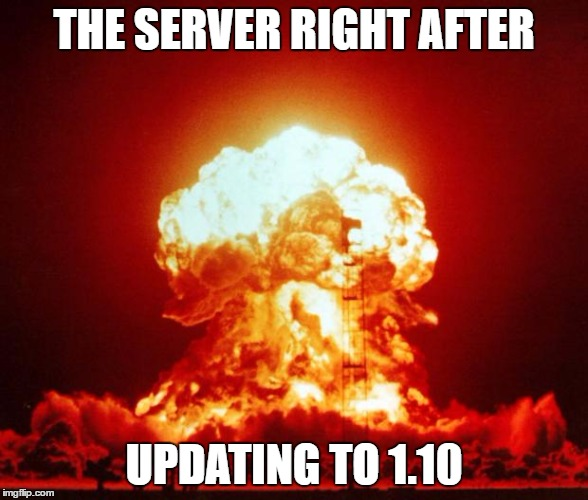 THE SERVER RIGHT AFTER
UPDATING TO 1.10
imgflip.com